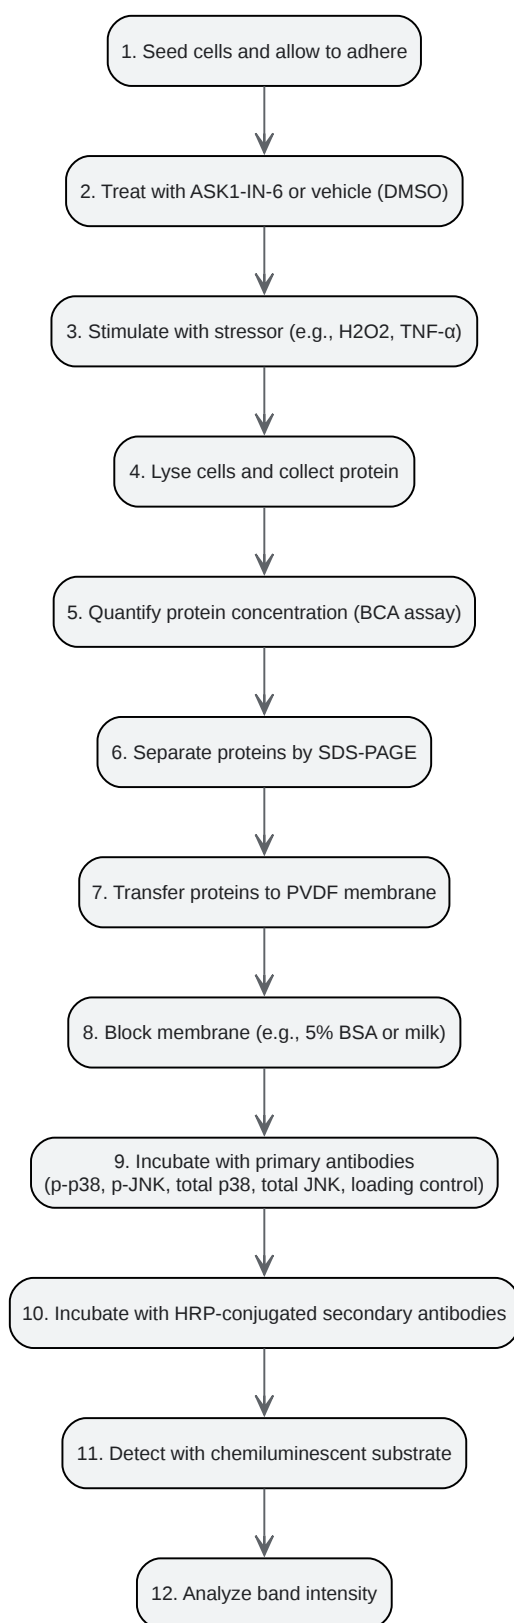 1. Seed cells and allow to adhere
2. Treat with ASK1-IN-6 or vehicle (DMSO)
3. Stimulate with stressor (e.g., H2O2, TNF-α)
4. Lyse cells and collect protein
5. Quantify protein concentration (BCA assay)
6. Separate proteins by SDS-PAGE
7. Transfer proteins to PVDF membrane
8. Block membrane (e.g., 5% BSA or milk)
9. Incubate with primary antibodies
(p-p38, p-JNK, total p38, total JNK, loading control)
10. Incubate with HRP-conjugated secondary antibodies
11. Detect with chemiluminescent substrate
12. Analyze band intensity